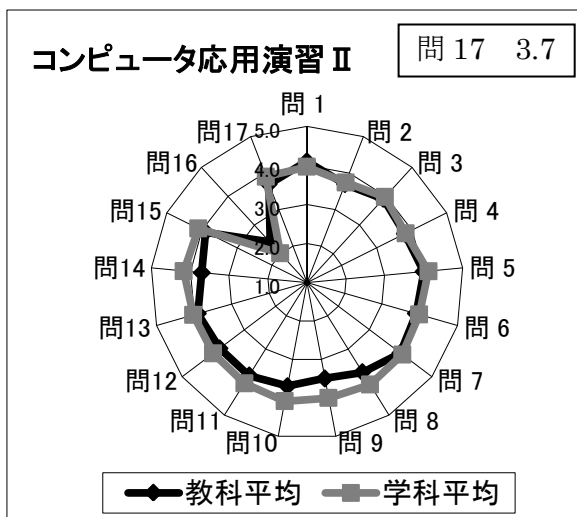 コンピュータ応用演習Ⅱ
問 17 3.7
問 1
問 2
問 3
問 4
問 5
問 6
問 7
問 8
問 9
問10
問11
問12
問13
問14
問15
問16
問17
5.0
4.0
3.0
2.0
1.0
教科平均 学科平均